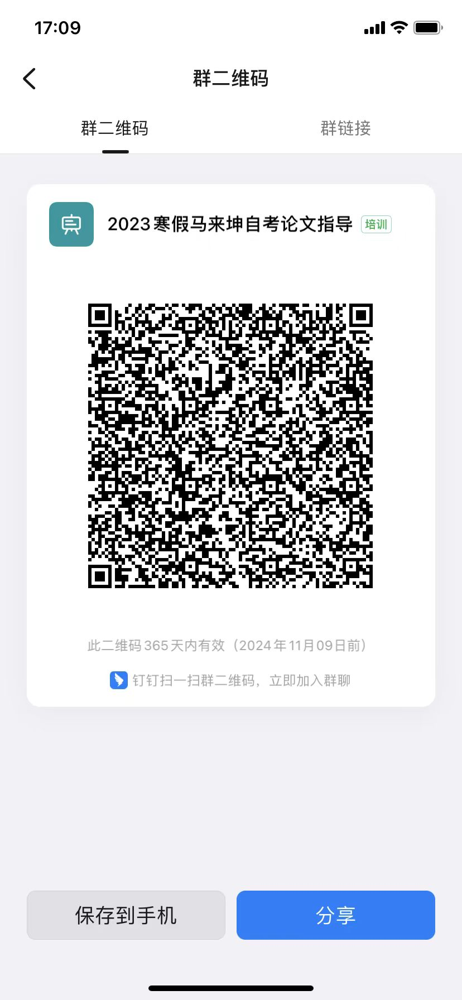 17:09
群二维码
群二维码
群链接
2023寒假马来坤自考论文指导 培训
此二维码365天内有效（2024年11月09日前）
钉钉扫一扫群二维码，立即加入群聊
保存到手机
分享